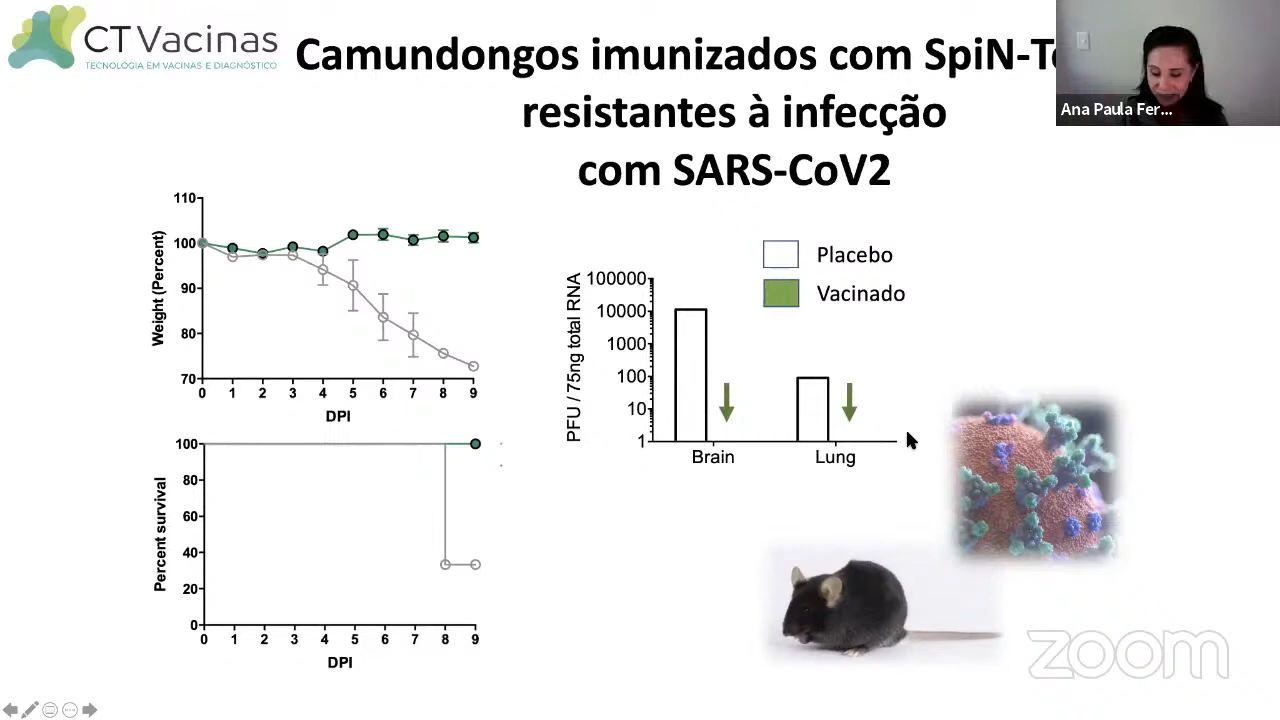 CTVacinas
TECNOLOGIA EM VACINAS E DIAGNÓSTICO
Camundongos imunizados com
resistantes à infecção
com SARS-CoV2
Ana Paula Fer...
110
100
90
80
70
Weight (Percent)
0 1 2 3 4 5 6 7 8 9
DPI
100
80
60
40
20
0
Percent survival
0 1 2 3 4 5 6 7 8 9
DPI
Placebo
Vacinado
100000
10000
1000
100
10
1
PFU / 75ng total RNA
Brain Lung
zoom